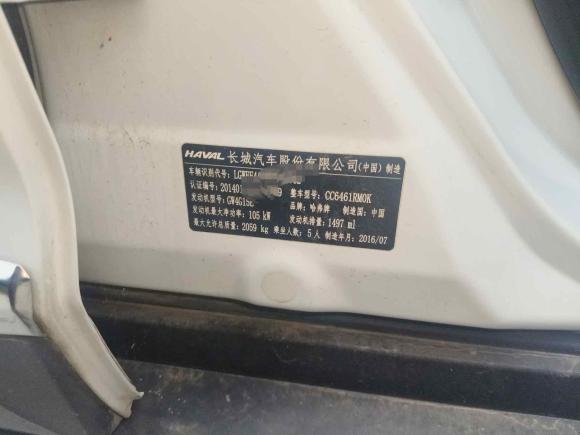 HAVAL 长城汽车股份有限公司(中国)制造
车辆识别代号: LGWEF4
认证编号: 201401 9 整车型号: CC6461RM0K
发动机型号: GW4G15B 品牌: 哈弗牌 制造国: 中国
发动机最大净功率: 105 kW 发动机排量: 1497 ml
最大允许总质量: 2059 kg 乘坐人数: 5 人 制造年月: 2016/07